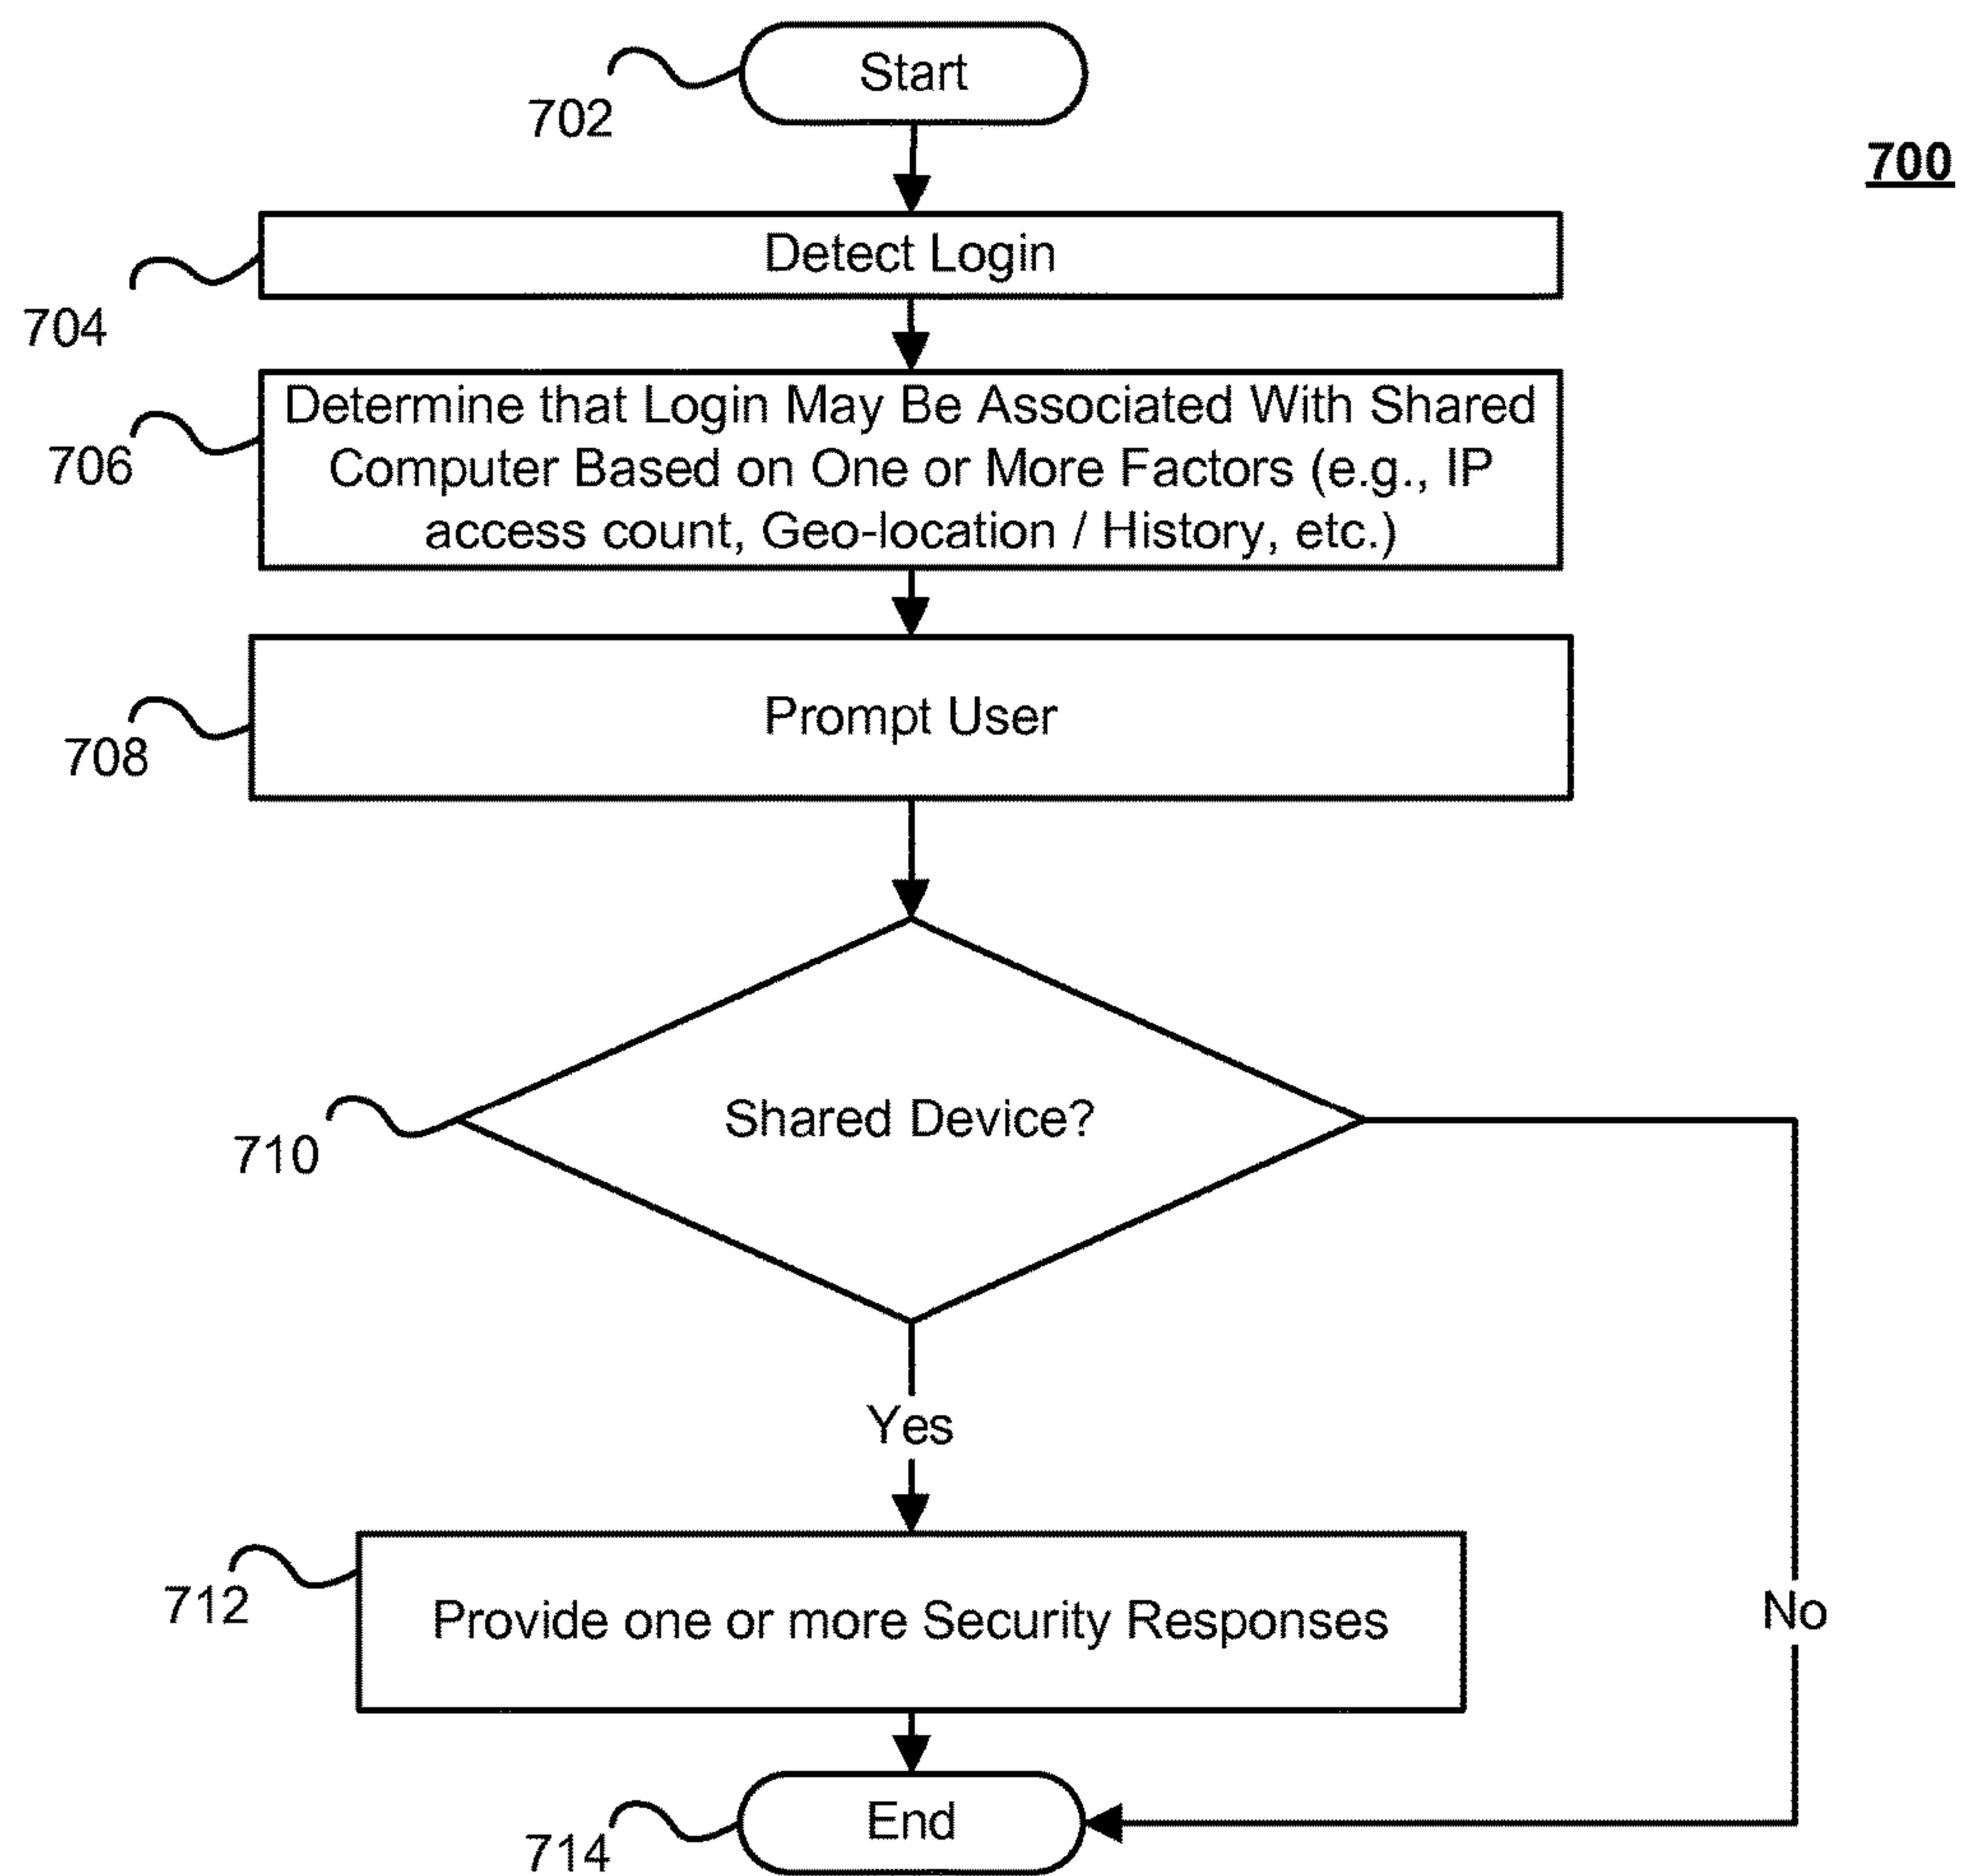 Start
702
700
Detect Login
704
Determine that Login May Be Associated With Shared
Computer Based on One or More Factors (e.g., IP
access count, Geo-location / History, etc.)
706
Prompt User
708
Shared Device?
710
Yes
712
Provide one or more Security Responses
No
End
714